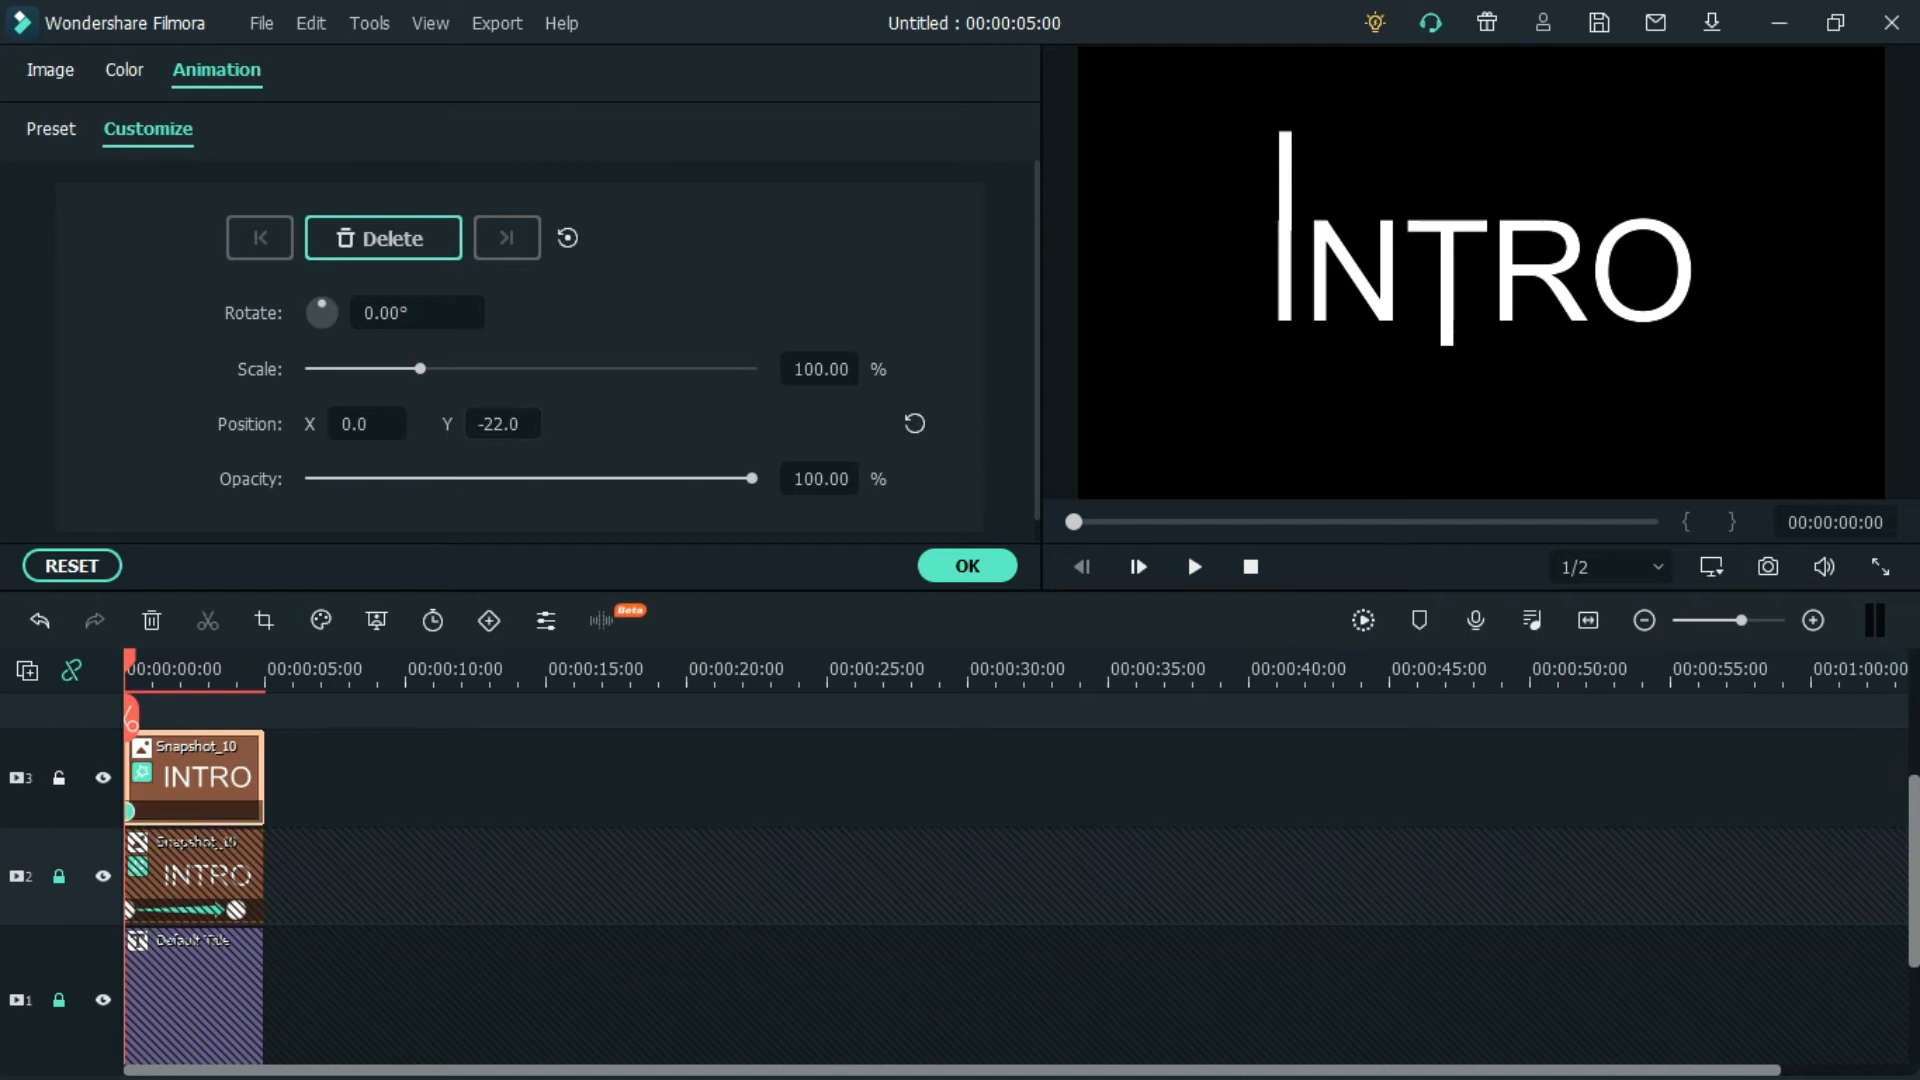 Wondershare Filmora File Edit Tools View Export Help Untitled : 00:00:05:00
Image Color Animation
Preset Customize
Delete
Rotate: 0.00°
Scale: 100.00 %
Position: X 0.0 Y -22.0
Opacity: 100.00 %
RESET OK
INTRO
{ } 00:00:00:00
1/2
Beta
00:00:00:00 00:00:05:00 00:00:10:00 00:00:15:00 00:00:20:00 00:00:25:00 00:00:30:00 00:00:35:00 00:00:40:00 00:00:45:00 00:00:50:00 00:00:55:00 00:01:00:00
Snapshot_10
3 INTRO
Snapshot_10
2 INTRO
Default Title
1